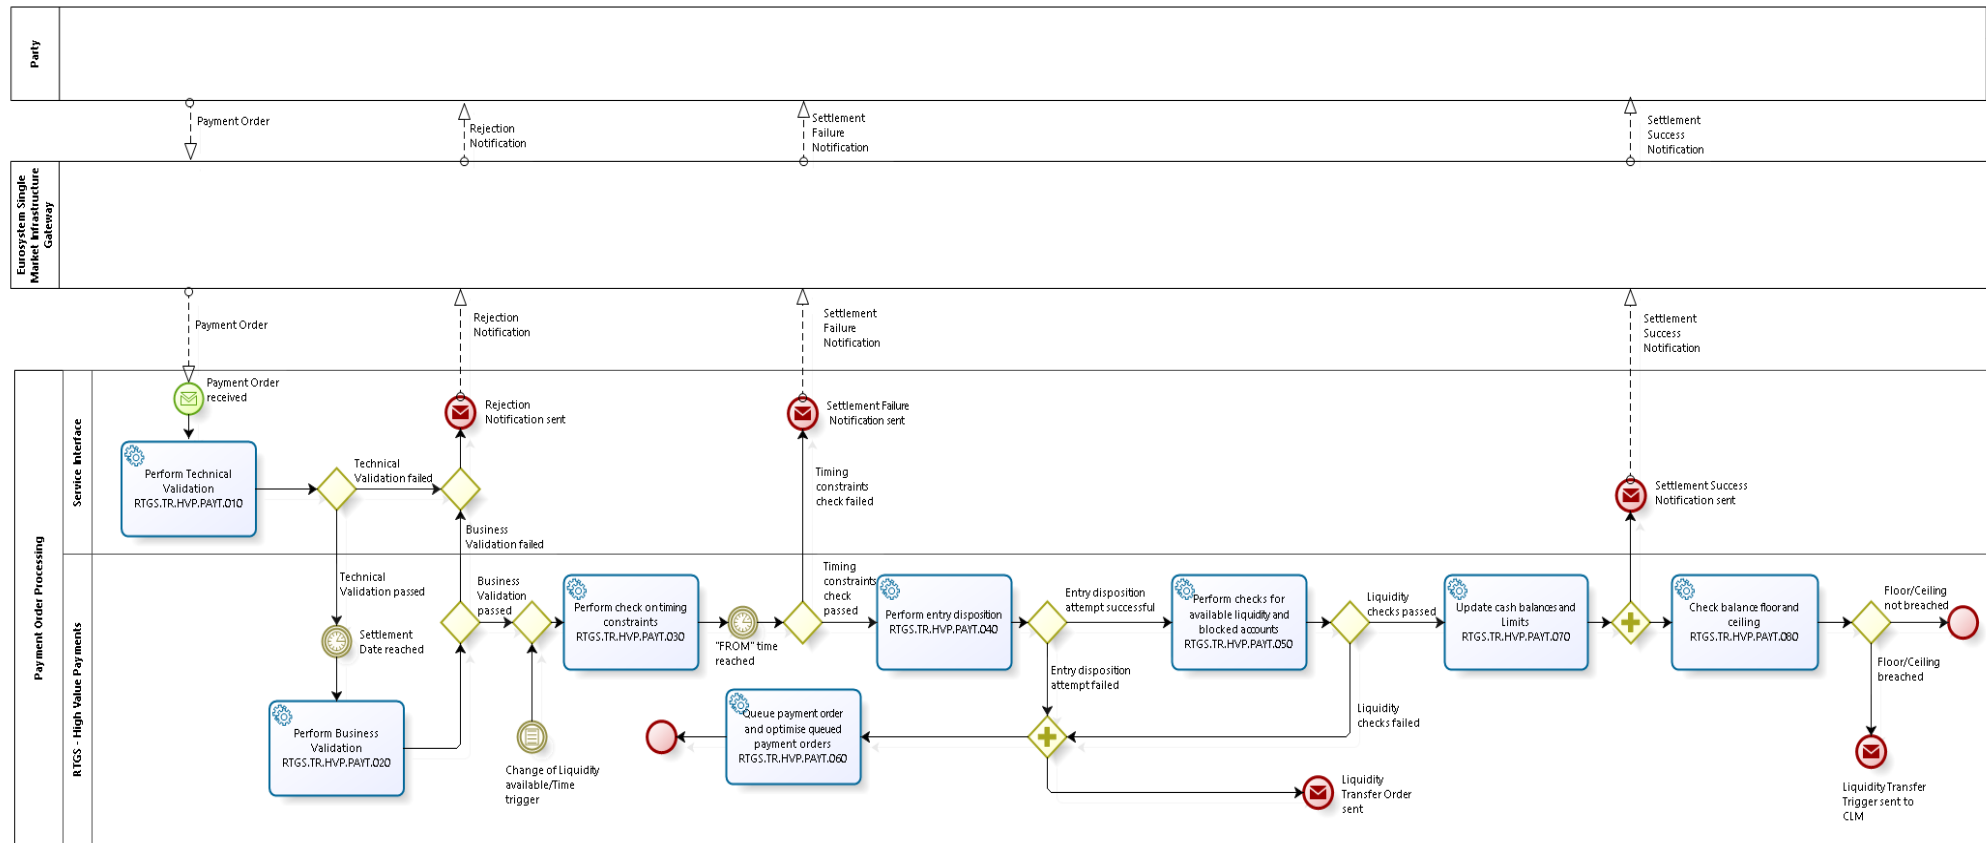 Party
Payment Order
Rejection
Notification
Settlement
Failure
Notification
Settlement
Success
Notification
Eurosystem Single
Market Infrastructure
Gateway
Payment Order
Rejection
Notification
Settlement
Failure
Notification
Settlement
Success
Notification
Payment Order Processing
Service Interface
Payment Order
received
Perform Technical
Validation
RTGS.TR.HVP.PAYT.010
Technical
Validation failed
Rejection
Notification sent
Business
Validation failed
Settlement Failure
Notification sent
Timing
constraints
check failed
Settlement Success
Notification sent
RTGS - High Value Payments
Technical
Validation passed
Settlement
Date reached
Perform Business
Validation
RTGS.TR.HVP.PAYT.020
Business
Validation
passed
Change of Liquidity
available/Time
trigger
Perform check on timing
constraints
RTGS.TR.HVP.PAYT.030
"FROM" time
reached
Timing
constraints
check
passed
Perform entry disposition
RTGS.TR.HVP.PAYT.040
Entry disposition
attempt successful
Entry disposition
attempt failed
Perform checks for
available liquidity and
blocked accounts
RTGS.TR.HVP.PAYT.050
Liquidity
checks passed
Liquidity
checks failed
Queue payment order
and optimise queued
payment orders
RTGS.TR.HVP.PAYT.060
Liquidity
Transfer Order
sent
Update cash balances and
Limits
RTGS.TR.HVP.PAYT.070
Check balance floor and
ceiling
RTGS.TR.HVP.PAYT.080
Floor/Ceiling
not breached
Floor/Ceiling
breached
Liquidity Transfer
Trigger sent to
CLM